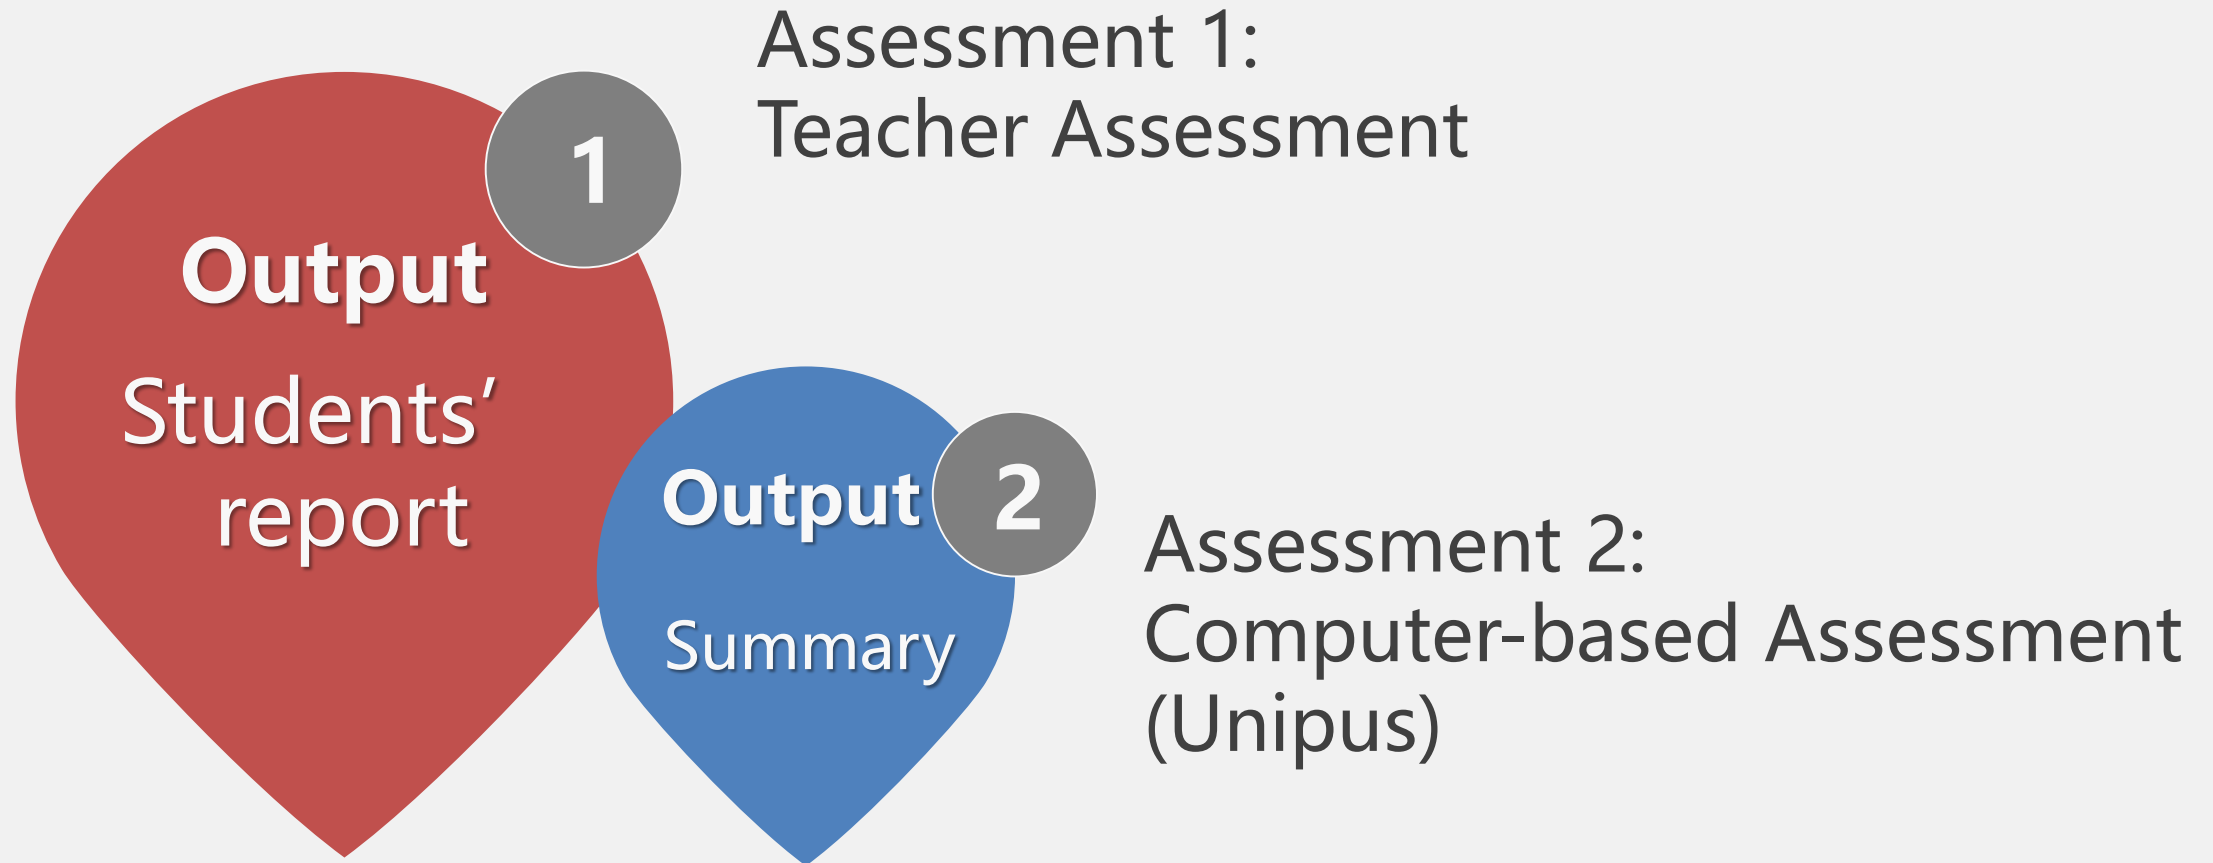 Assessment 1:
Teacher Assessment
1
Output
Students’
report
Output
2
Summary
Assessment 2:
Computer-based Assessment
(Unipus)